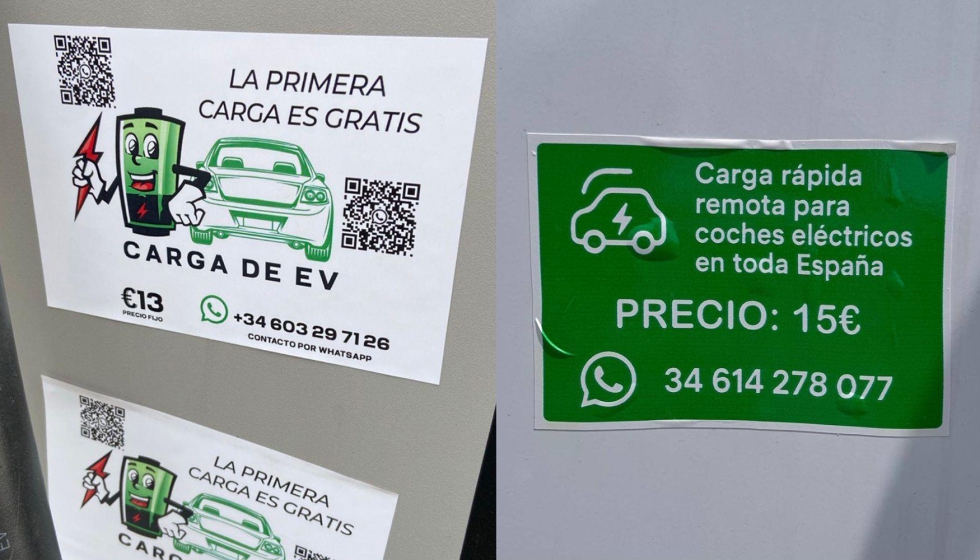 LA PRIMERA
CARGA ES GRATIS
CARGA DE EV
€13
PRECIO FIJO
+34 603 29 71 26
CONTACTO POR WHATSAPP
LA PRIMERA
CARGA ES GRATIS
EV
Carga rápida
remota para
coches eléctricos
en toda España
PRECIO: 15€
34 614 278 077